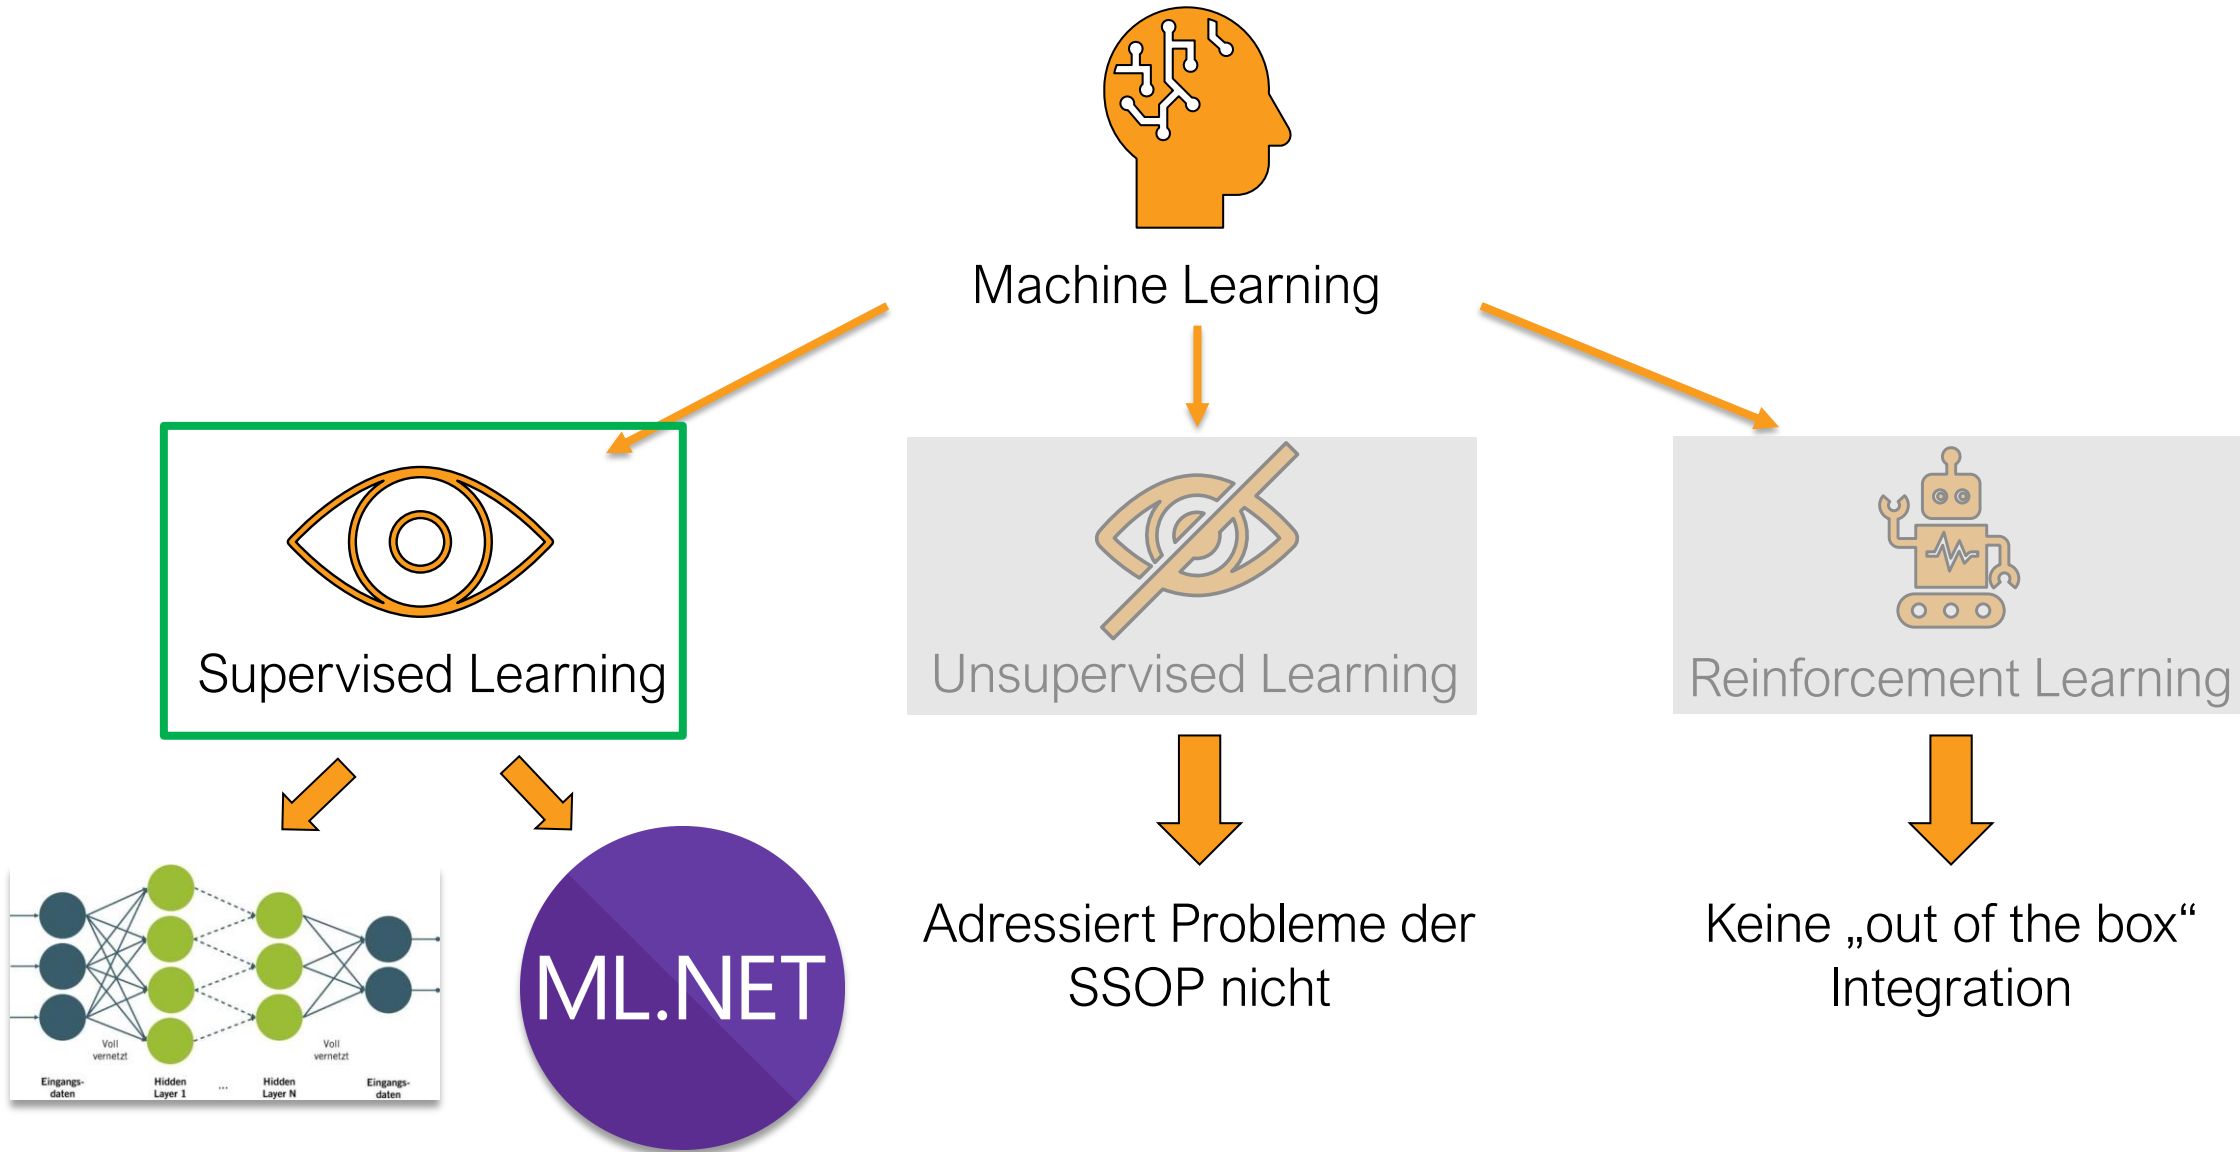 Machine Learning
Supervised Learning
Unsupervised Learning
Reinforcement Learning
Voll
vernetzt
Voll
vernetzt
Eingangs-
daten
Hidden
Layer 1
...
Hidden
Layer N
Eingangs-
daten
ML.NET
Adressiert Probleme der
SSOP nicht
Keine „out of the box“
Integration